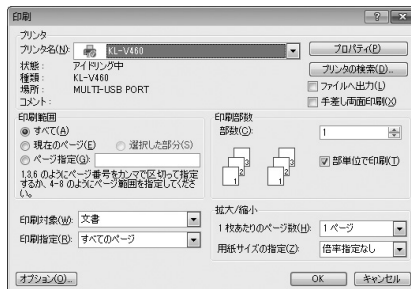 印刷
プリンタ
プリンタ名(N): KL-V460 プロパティ(P)
状態: アイドリング中 プリンタの検索(D)...
種類: KL-V460
場所: MULTI-USB PORT ファイルへ出力(L)
コメント: 手差し両面印刷(X)
印刷範囲 印刷部数
すべて(A) 部数(C): 1
現在のページ(E) 選択した部分(S)
ページ指定(G): 部単位で印刷(T)
1,3,6 のようにページ番号をカンマで区切って指定
するか、4-8 のようにページ範囲を指定してくださ
い。
拡大/縮小
印刷対象(W): 文書 1 枚あたりのページ数(H): 1 ページ
印刷指定(R): すべてのページ 用紙サイズの指定(Z): 倍率指定なし
オプション(O)... OK キャンセル